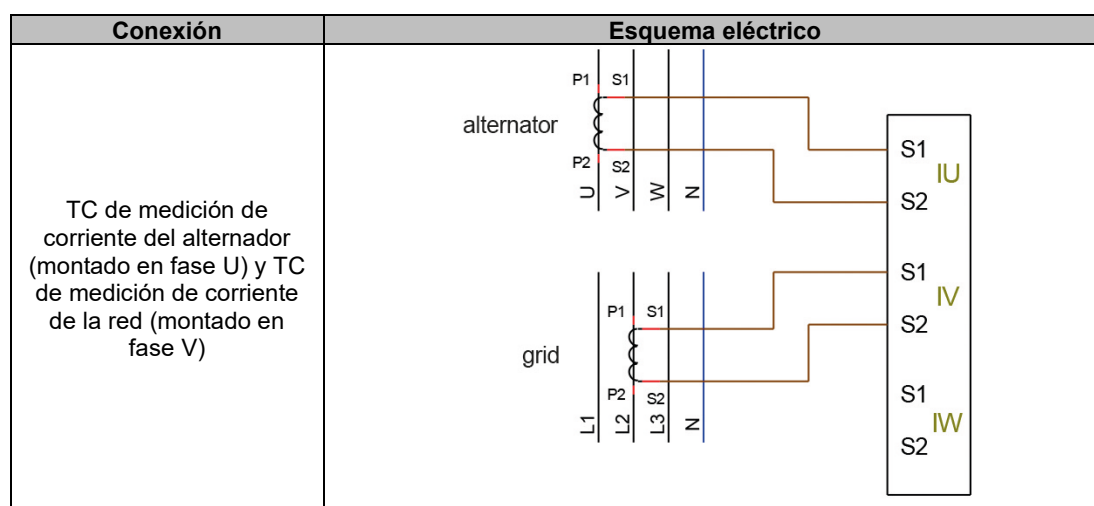 Conexión
Esquema eléctrico
TC de medición de
corriente del alternador
(montado en fase U) y TC
de medición de corriente
de la red (montado en
fase V)
P1 S1
alternator
P2 S2
U V W N
S1
IU
S2
P1 S1
grid
P2 S2
L1 L2 L3 N
S1
IV
S2
S1
IW
S2